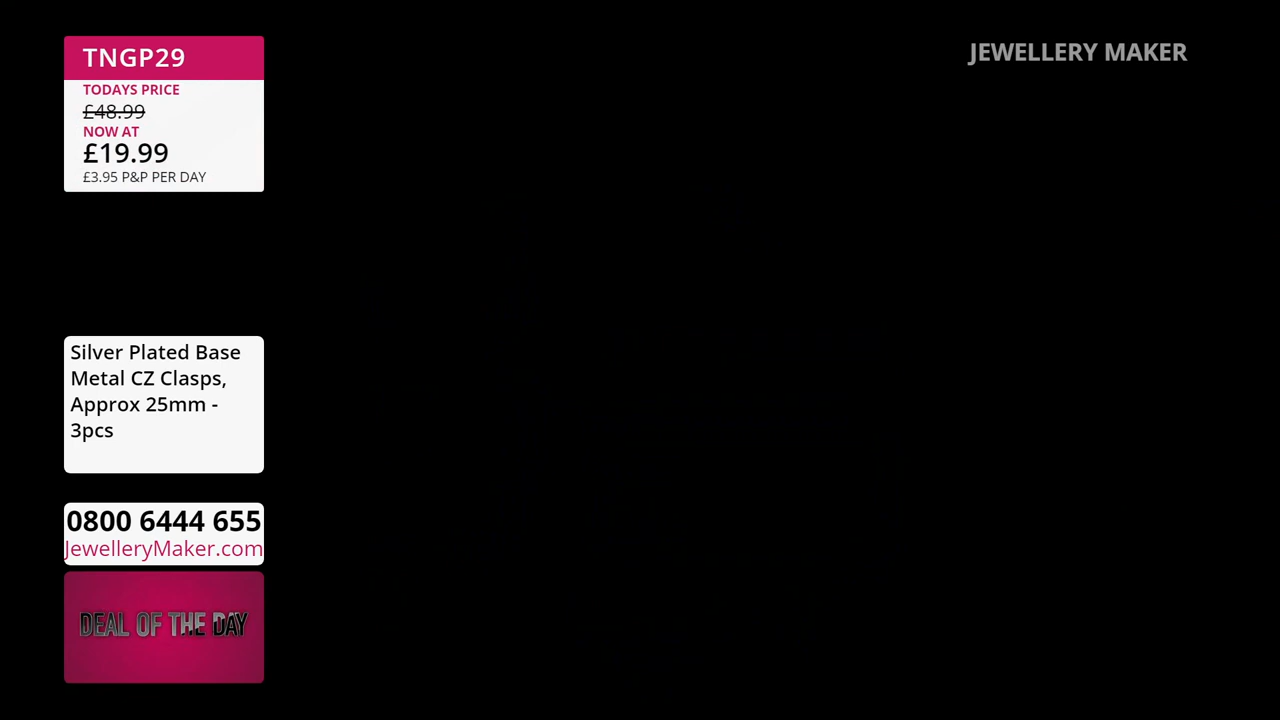 TNGP29
TODAYS PRICE
£48.99
NOW AT
£19.99
£3.95 P&P PER DAY
JEWELLERY MAKER
Silver Plated Base
Metal CZ Clasps,
Approx 25mm -
3pcs
0800 6444 655
JewelleryMaker.com
DEAL OF THE DAY